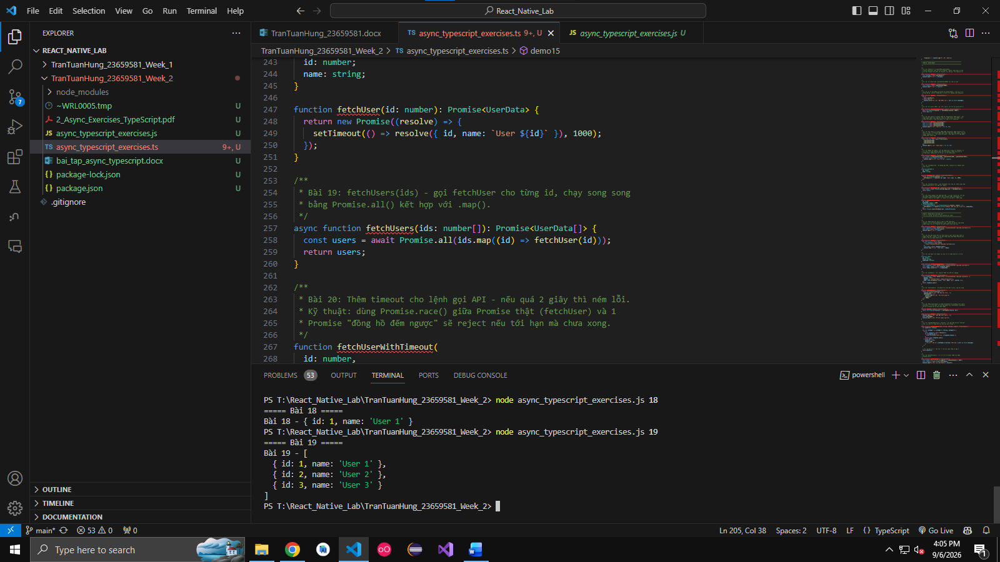 File Edit Selection View Go Run Terminal Help
React_Native_Lab
EXPLORER
REACT_NATIVE_LAB
TranTuanHung_23659581_Week_1
TranTuanHung_23659581_Week_2
node_modules
~WRL0005.tmp U
2_Async_Exercises_TypeScript.pdf U
async_typescript_exercises.js U
async_typescript_exercises.ts 9+, U
bai_tap_async_typescript.docx U
package-lock.json U
package.json U
.gitignore
OUTLINE
TIMELINE
DOCUMENTATION
7
TranTuanHung_23659581.docx
TS async_typescript_exercises.ts 9+, U
JS async_typescript_exercises.js U
TranTuanHung_23659581_Week_2 > TS async_typescript_exercises.ts > demo15
243 id: number;
244 name: string;
245 }
246
247 function fetchUser(id: number): Promise<UserData> {
248 return new Promise((resolve) => {
249 setTimeout(() => resolve({ id, name: `User ${id}` }), 1000);
250 });
251 }
252
253 /**
254 * Bài 19: fetchUsers(ids) - gọi fetchUser cho từng id, chạy song song
255 * bằng Promise.all() kết hợp với .map().
256 */
257 async function fetchUsers(ids: number[]): Promise<UserData[]> {
258 const users = await Promise.all(ids.map((id) => fetchUser(id)));
259 return users;
260 }
261
262 /**
263 * Bài 20: Thêm timeout cho lệnh gọi API - nếu quá 2 giây thì ném lỗi.
264 * Kỹ thuật: dùng Promise.race() giữa Promise thật (fetchUser) và 1
265 * Promise "đồng hồ đếm ngược" sẽ reject nếu tới hạn mà chưa xong.
266 */
267 function fetchUserWithTimeout(
268 id: number,
PROBLEMS 53 OUTPUT TERMINAL PORTS DEBUG CONSOLE
powershell
PS T:\React_Native_Lab\TranTuanHung_23659581_Week_2> node async_typescript_exercises.js 18
===== Bài 18 =====
Bài 18 - { id: 1, name: 'User 1' }
PS T:\React_Native_Lab\TranTuanHung_23659581_Week_2> node async_typescript_exercises.js 19
===== Bài 19 =====
Bài 19 - [
{ id: 1, name: 'User 1' },
{ id: 2, name: 'User 2' },
{ id: 3, name: 'User 3' }
]
PS T:\React_Native_Lab\TranTuanHung_23659581_Week_2>
main* 53 0 0
Ln 205, Col 38 Spaces: 2 UTF-8 LF {} TypeScript Go Live
Type here to search
4:05 PM
9/6/2026
1